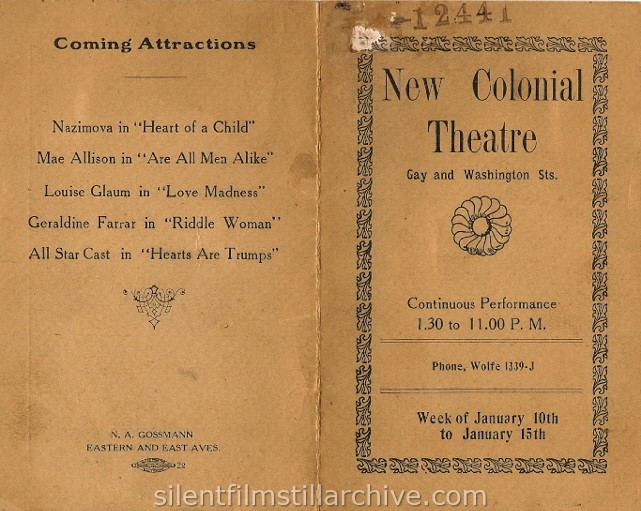 Coming Attractions
Nazimova in "Heart of a Child"
Mae Allison in "Are All Men Alike"
Louise Glaum in "Love Madness"
Geraldine Farrar in "Riddle Woman"
All Star Cast in "Hearts Are Trumps"
N. A. GOSSMANN
EASTERN AND EAST AVES.
22
-12441
New Colonial
Theatre
Gay and Washington Sts.
Continuous Performance
1.30 to 11.00 P. M.
Phone, Wolfe 1339-J
Week of January 10th
to January 15th
silentfilmstillarchive.com